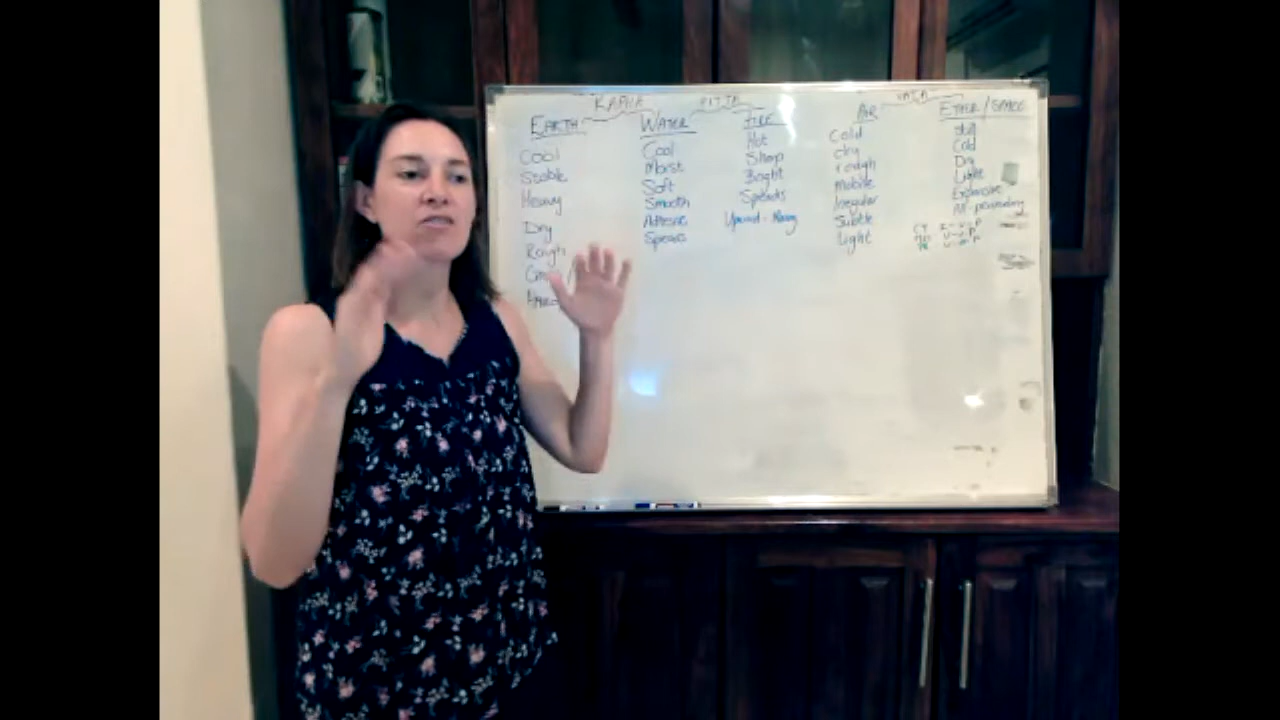 KAPHA PITTA VATA
EARTH WATER FIRE AIR ETHER/SPACE
Cool Cool Hot Cold still
Stable Moist Sharp dry Cold
Heavy Soft Bright rough Dry
Dry Smooth Spreads Mobile Light
Rough Adhesive Upward - Rising Irregular Expansive
Spreads Subtle All pervading
Light